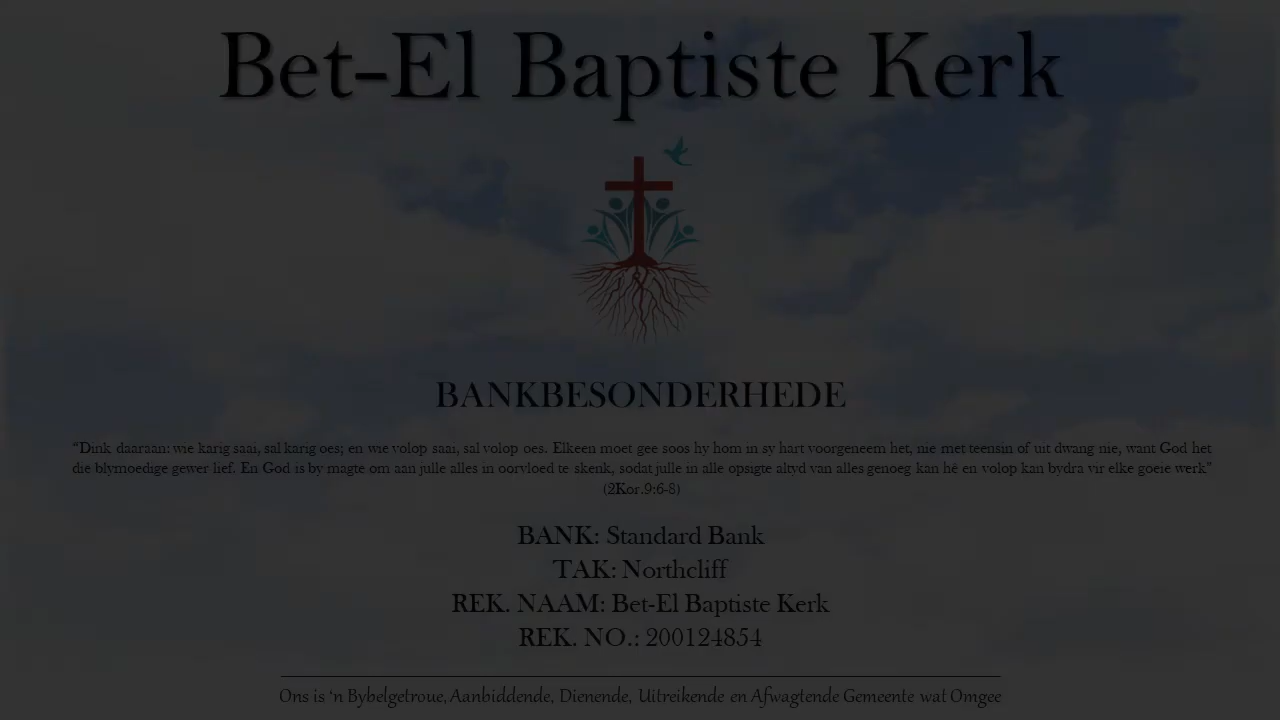 Bet-El Baptiste Kerk
BANKBESONDERHEDE
“Dink daaraan: wie karig saai, sal karig oes; en wie volop saai, sal volop oes. Elkeen moet gee soos hy hom in sy hart voorgeneem het, nie met teensin of uit dwang nie, want God het
die blymoedige gewer lief. En God is by magte om aan julle alles in oorvloed te skenk, sodat julle in alle opsigte altyd van alles genoeg kan hê en volop kan bydra vir elke goeie werk”
(2Kor.9:6-8)
BANK: Standard Bank
TAK: Northcliff
REK. NAAM: Bet-El Baptiste Kerk
REK. NO.: 200124854
Ons is ‘n Bybelgetroue, Aanbiddende, Dienende, Uitreikende en Afwagtende Gemeente wat Omgee